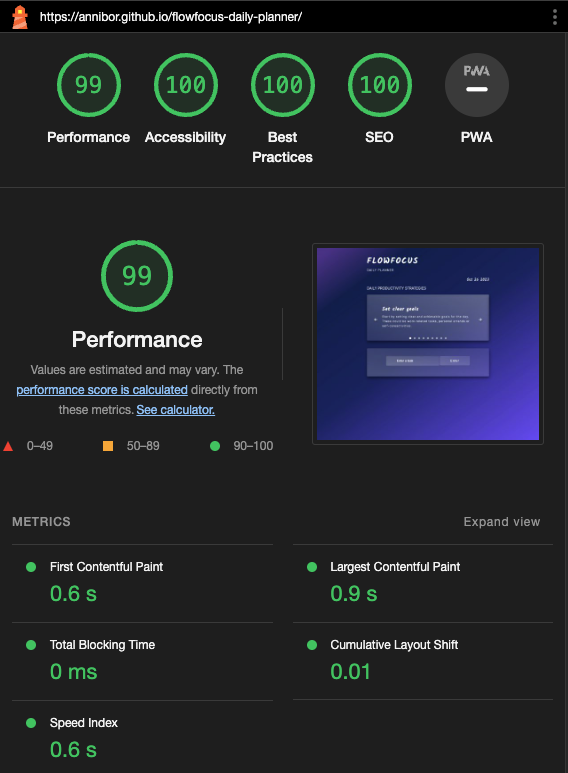 https://annibor.github.io/flowfocus-daily-planner/
99
100
100
100
PWA
Performance
Accessibility
Best
Practices
SEO
PWA
99
Performance
Values are estimated and may vary. The
performance score is calculated directly from
these metrics. See calculator.
0–49
50–89
90–100
FLOWFOCUS
DAILY PLANNER
DAILY PRODUCTIVITY STRATEGIES
Set clear goals
METRICS
Expand view
First Contentful Paint
0.6 s
Largest Contentful Paint
0.9 s
Total Blocking Time
0 ms
Cumulative Layout Shift
0.01
Speed Index
0.6 s